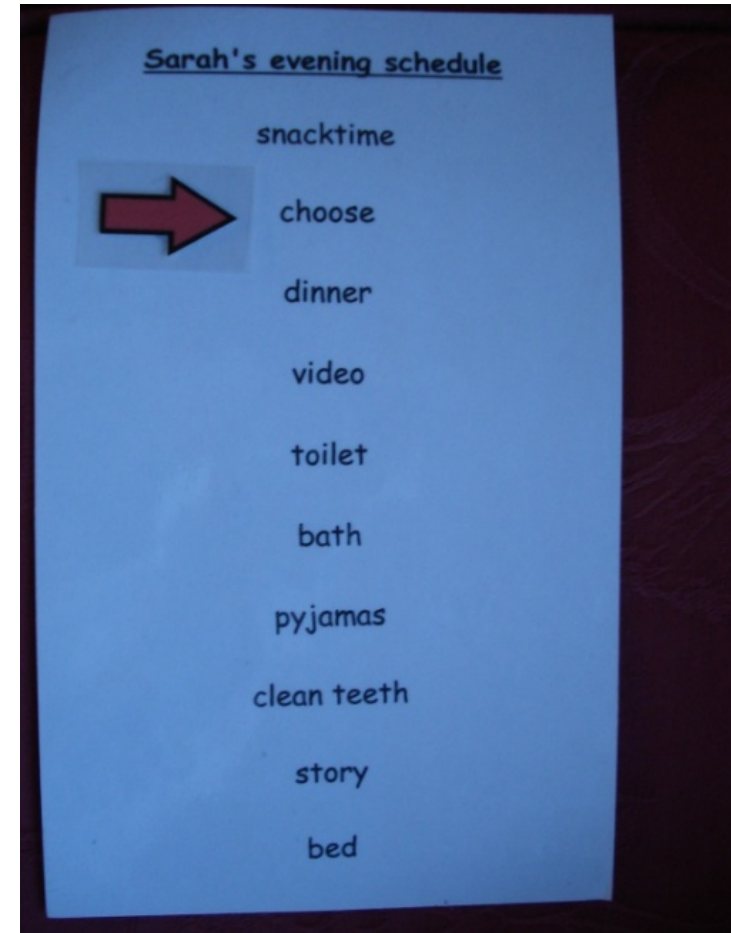 Sarah's evening schedule
snacktime
choose
dinner
video
toilet
bath
pyjamas
clean teeth
story
bed